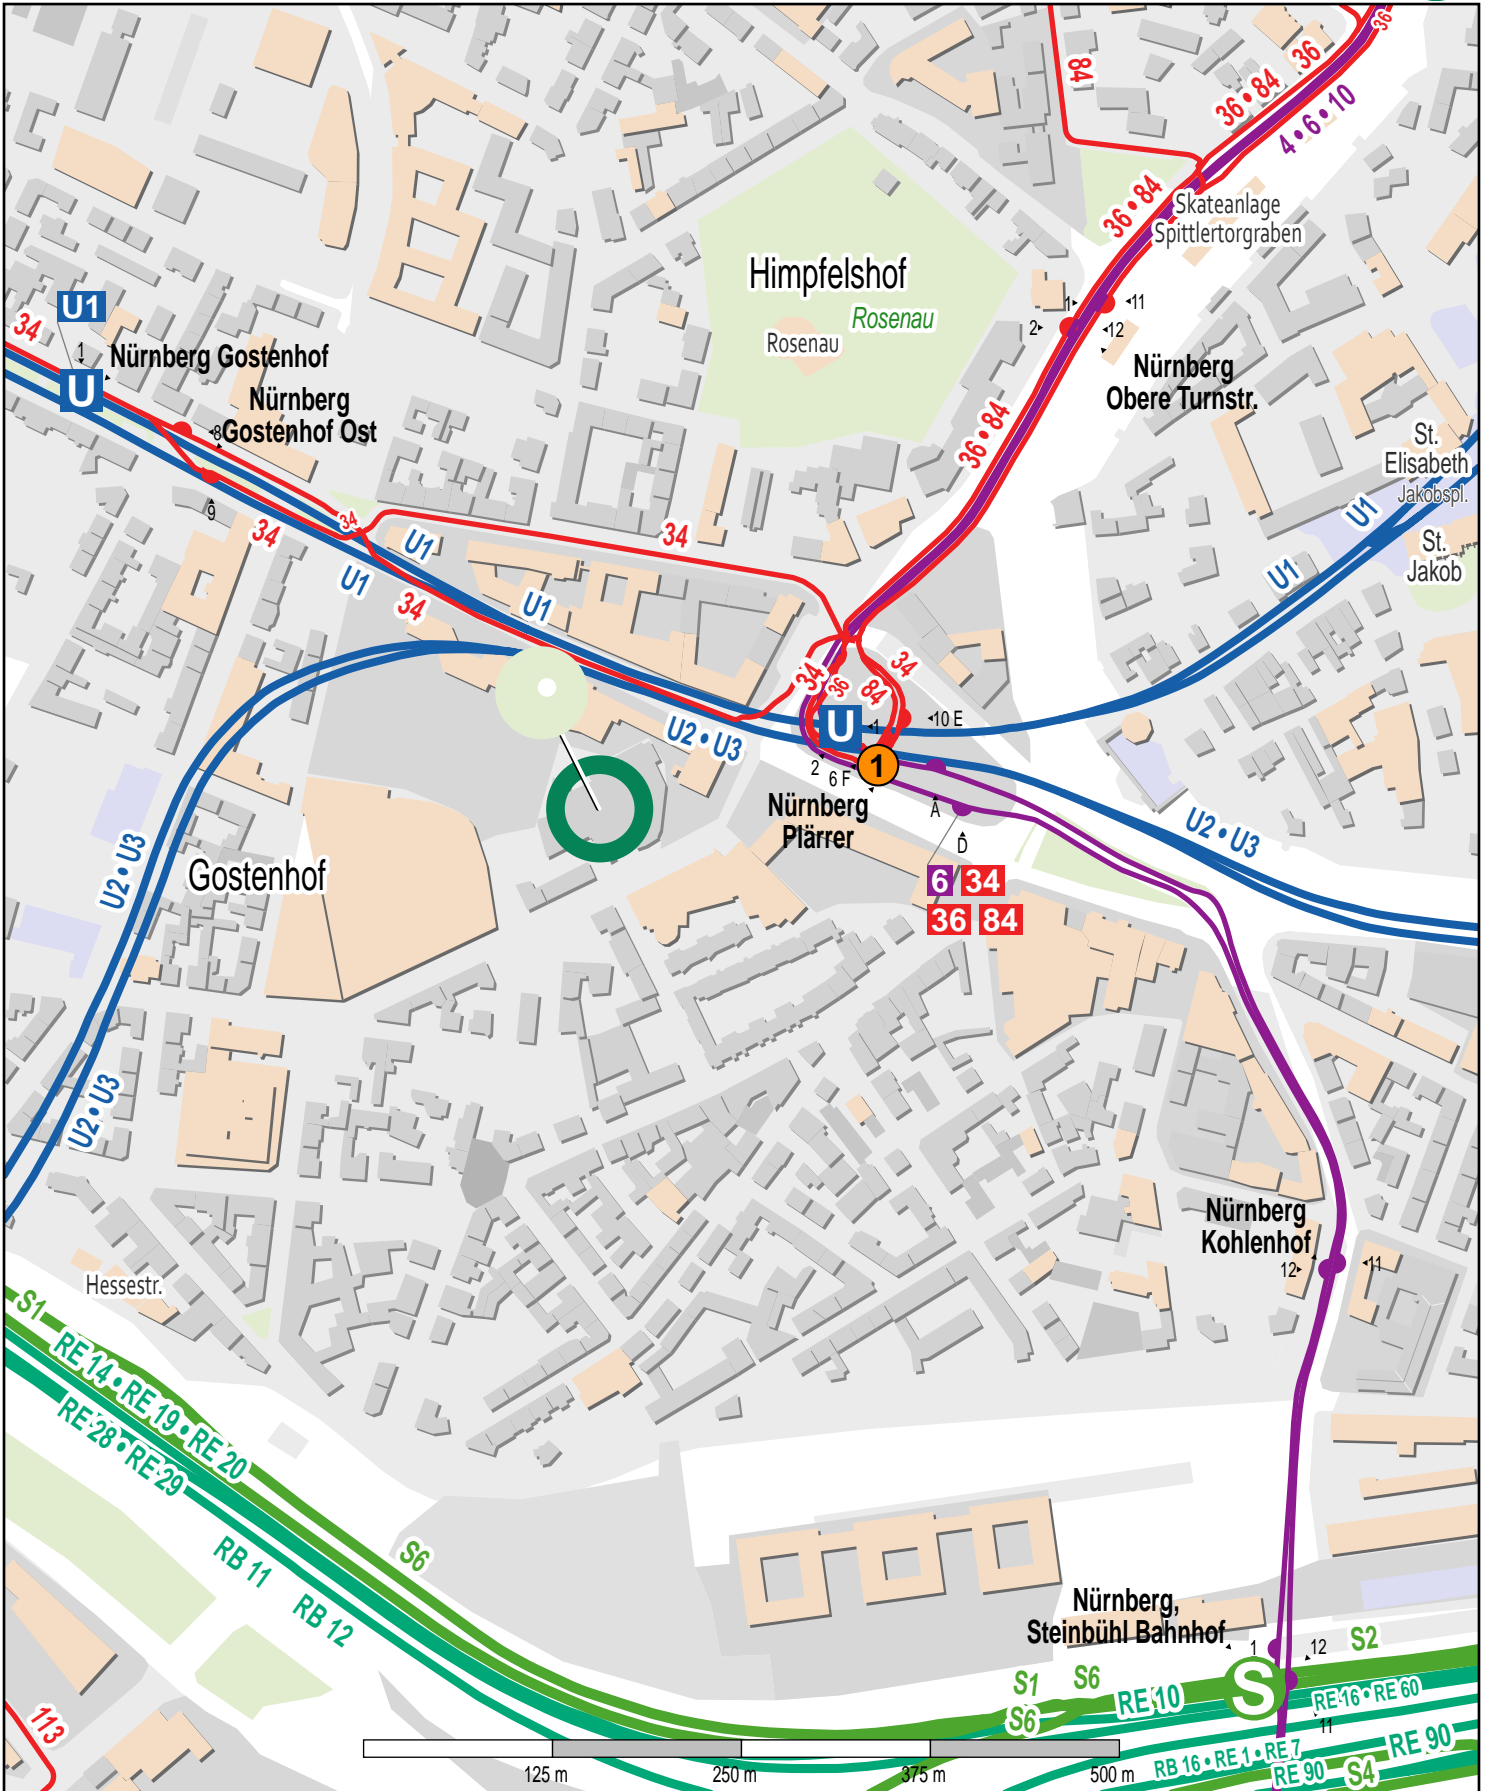 36
84
36
36 • 84
4 • 6 • 10
36 • 84
Skateanlage
Spittlertorgraben
Himpfelshof
Rosenau
Rosenau
U1
34
1
Nürnberg Gostenhof
U
Nürnberg
Gostenhof Ost
8
9
1
11
2
12
Nürnberg
Obere Turnstr.
36 • 84
St.
Elisabeth
Jakobspl.
U1
St.
Jakob
U1
34
34
34
U1
U1
34
U1
34
36
84
34
U2 • U3
U
1
10 E
1
2
6 F
Nürnberg
Plärrer
A
D
6 34
36 84
U2 • U3
U2 • U3
Gostenhof
U2 • U3
Nürnberg
Kohlenhof
12
11
Hessestr.
S1
RE 14 • RE 19 • RE 20
RE 28 • RE 29
RB 11
RB 12
S6
Nürnberg,
Steinbühl Bahnhof
1
12
S2
S
S1
S6
S6
RE 10
RE 16 • RE 60
11
RB 16 • RE 1 • RE 7
RE 90
RE 90
S4
113
125 m
250 m
375 m
500 m